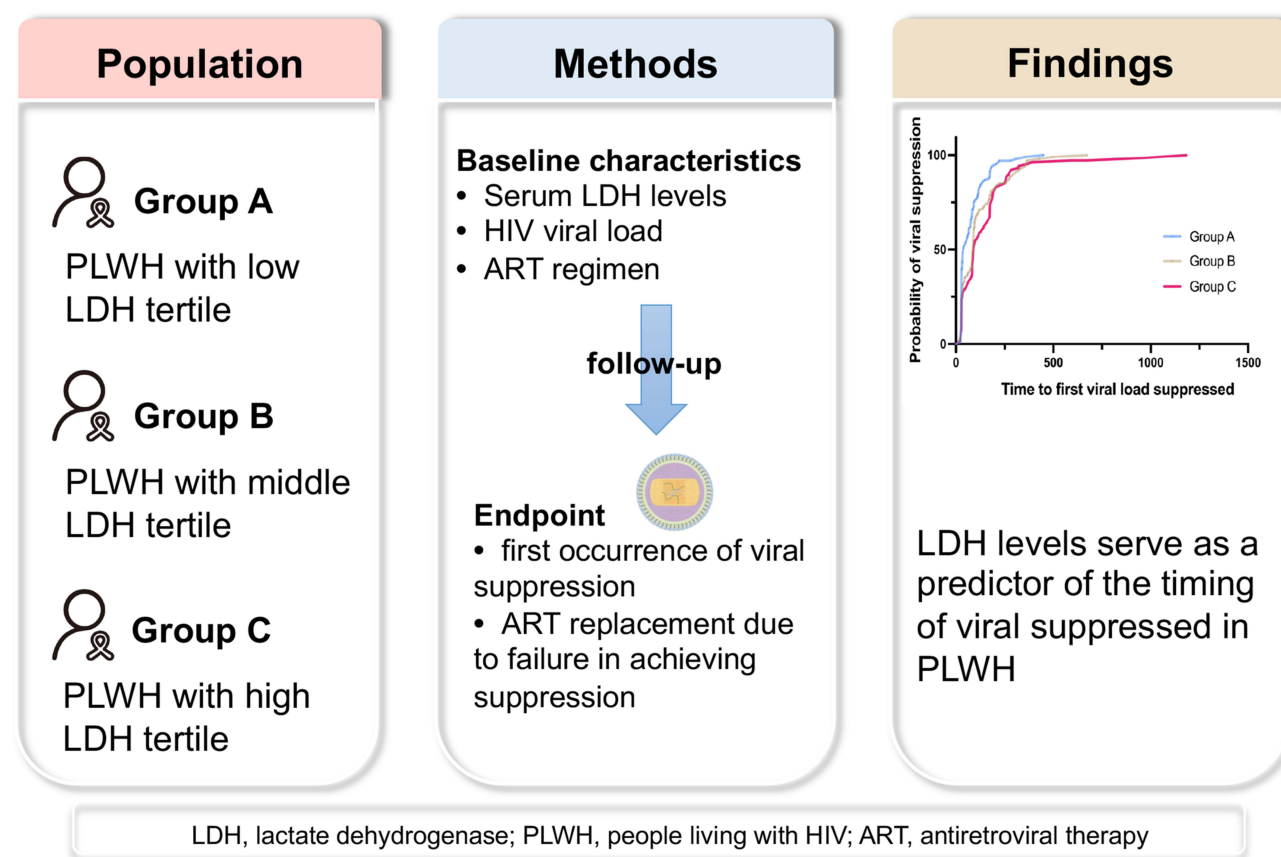 Population
Group A
PLWH with low
LDH tertile
Group B
PLWH with middle
LDH tertile
Group C
PLWH with high
LDH tertile
Methods
Baseline characteristics
• Serum LDH levels
• HIV viral load
• ART regimen
follow-up
Endpoint
• first occurrence of viral
suppression
• ART replacement due
to failure in achieving
suppression
Findings
Probability of viral suppression
100
50
0
Group A
Group B
Group C
0 500 1000 1500
Time to first viral load suppressed
LDH levels serve as a
predictor of the timing
of viral suppressed in
PLWH
LDH, lactate dehydrogenase; PLWH, people living with HIV; ART, antiretroviral therapy